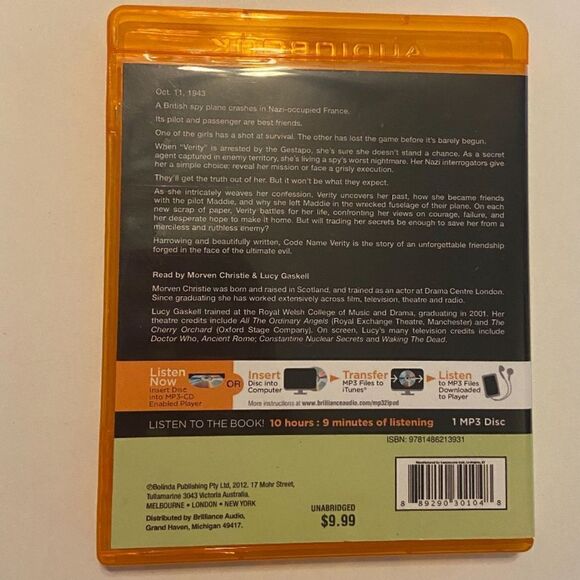 AUDIOBOOK
Oct. 11, 1943
A British spy plane crashes in Nazi-occupied France.
Its pilot and passenger are best friends.
One of the girls has a shot at survival. The other has lost the game before it's barely begun.
When "Verity" is arrested by the Gestapo, she's sure she doesn't stand a chance. As a secret
agent captured in enemy territory, she's living a spy's worst nightmare. Her Nazi interrogators give
her a simple choice: reveal her mission or face a grisly execution.
They'll get the truth out of her. But it won't be what they expect.
As she intricately weaves her confession, Verity uncovers her past, how she became friends
with the pilot Maddie, and why she left Maddie in the wrecked fuselage of their plane. On each
new scrap of paper, Verity battles for her life, confronting her views on courage, failure, and
her desperate hope to make it home. But will trading her secrets be enough to save her from a
merciless and ruthless enemy?
Harrowing and beautifully written, Code Name Verity is the story of an unforgettable friendship
forged in the face of the ultimate evil.
Read by Morven Christie & Lucy Gaskell
Morven Christie was born and raised in Scotland, and trained as an actor at Drama Centre London.
Since graduating she has worked extensively across film, television, theatre and radio.
Lucy Gaskell trained at the Royal Welsh College of Music and Drama, graduating in 2001. Her
theatre credits include All The Ordinary Angels (Royal Exchange Theatre, Manchester) and The
Cherry Orchard (Oxford Stage Company). On screen, Lucy's many television credits include
Doctor Who, Ancient Rome; Constantine Nuclear Secrets and Waking The Dead.
Listen
Now
Insert Disc
into MP3-CD
Enabled Player
OR
Insert
Disc into
Computer
Transfer
MP3 Files to
iTunes®
Listen
to MP3 Files
Downloaded
to Player
More instructions at www.brillianceaudio.com/mp32ipod
LISTEN TO THE BOOK! 10 hours : 9 minutes of listening 1 MP3 Disc
ISBN: 9781486213931
8 89290 30104 8
℗Bolinda Publishing Pty Ltd, 2012. 17 Mohr Street,
Tullamarine 3043 Victoria Australia.
MELBOURNE • LONDON • NEW YORK
Distributed by Brilliance Audio,
Grand Haven, Michigan 49417.
UNABRIDGED
$9.99